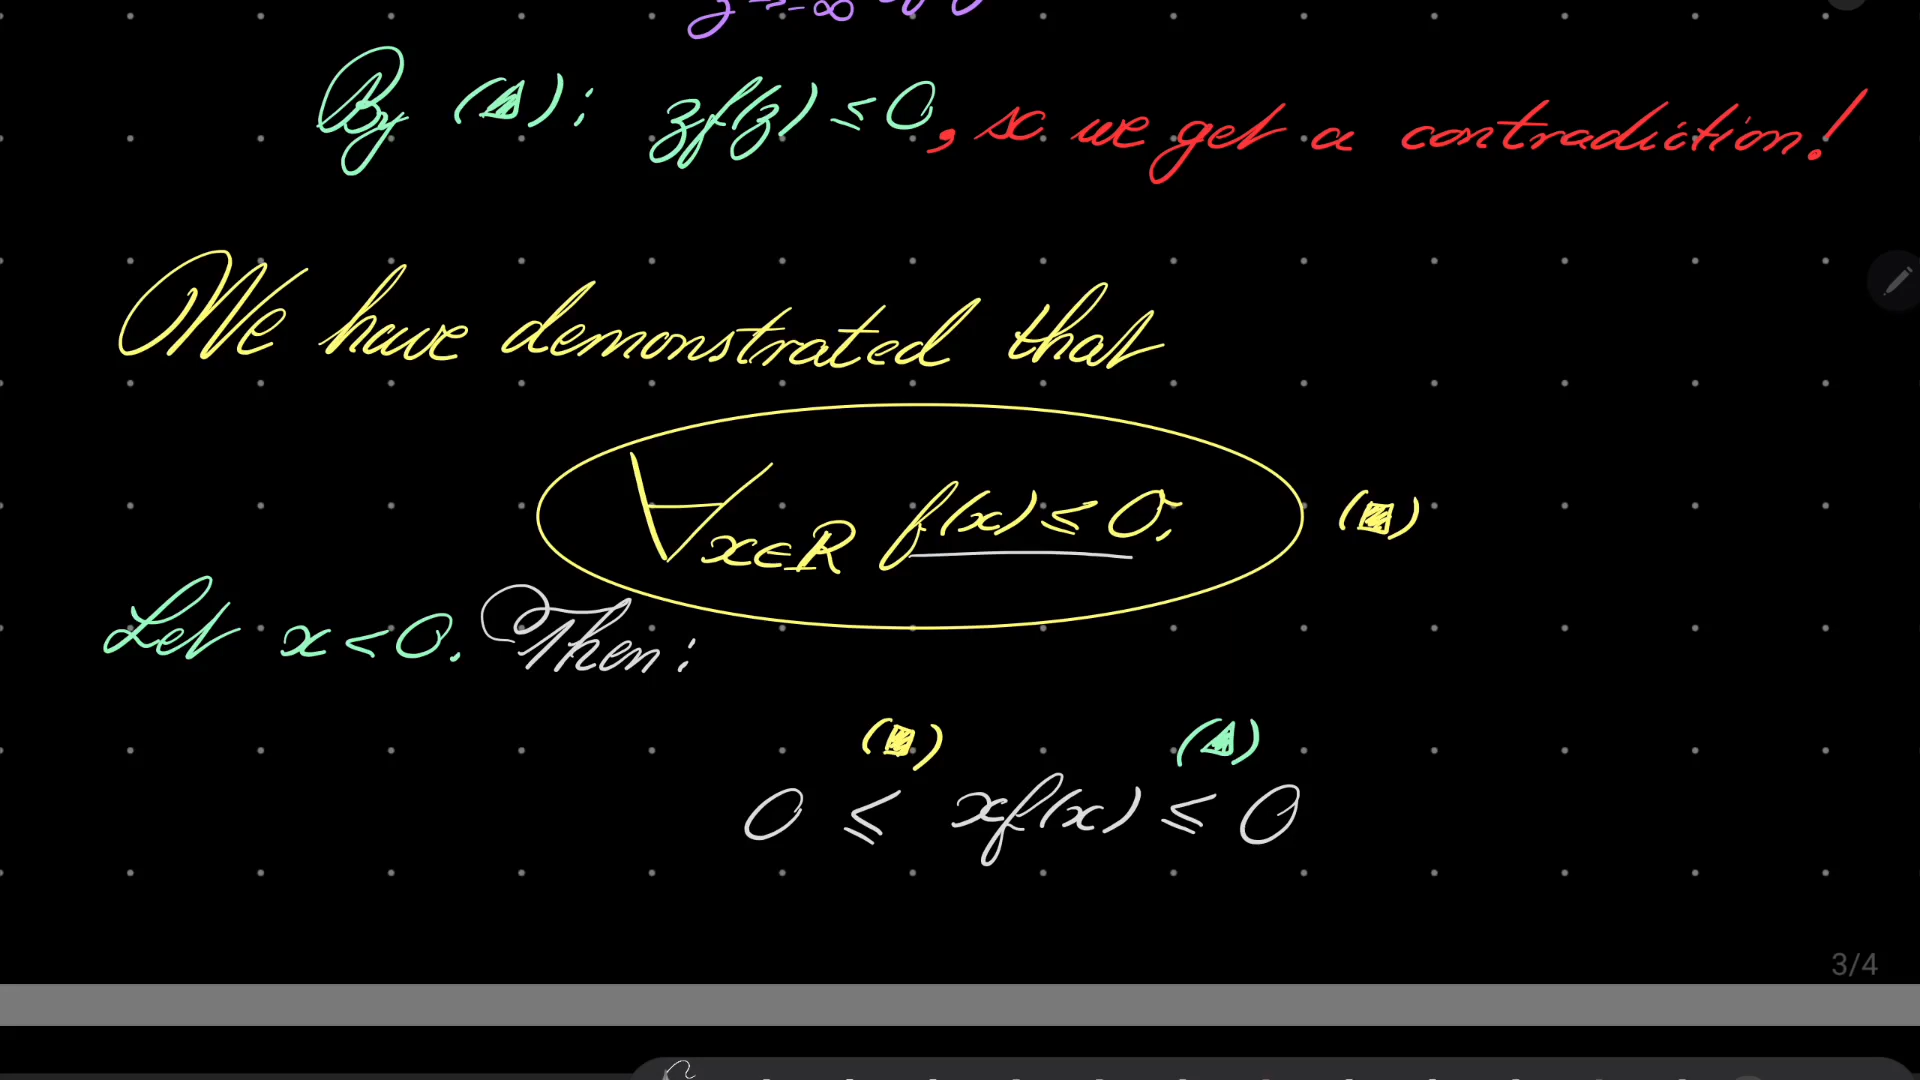 z→-∞
By (▲): zf(z) ≤ 0, so we get a contradiction!
We have demonstrated that
∀x∈ℝ f(x) ≤ 0. (■)
Let x < 0. Then:
(■) (▲)
0 ≤ xf(x) ≤ 0
3/4